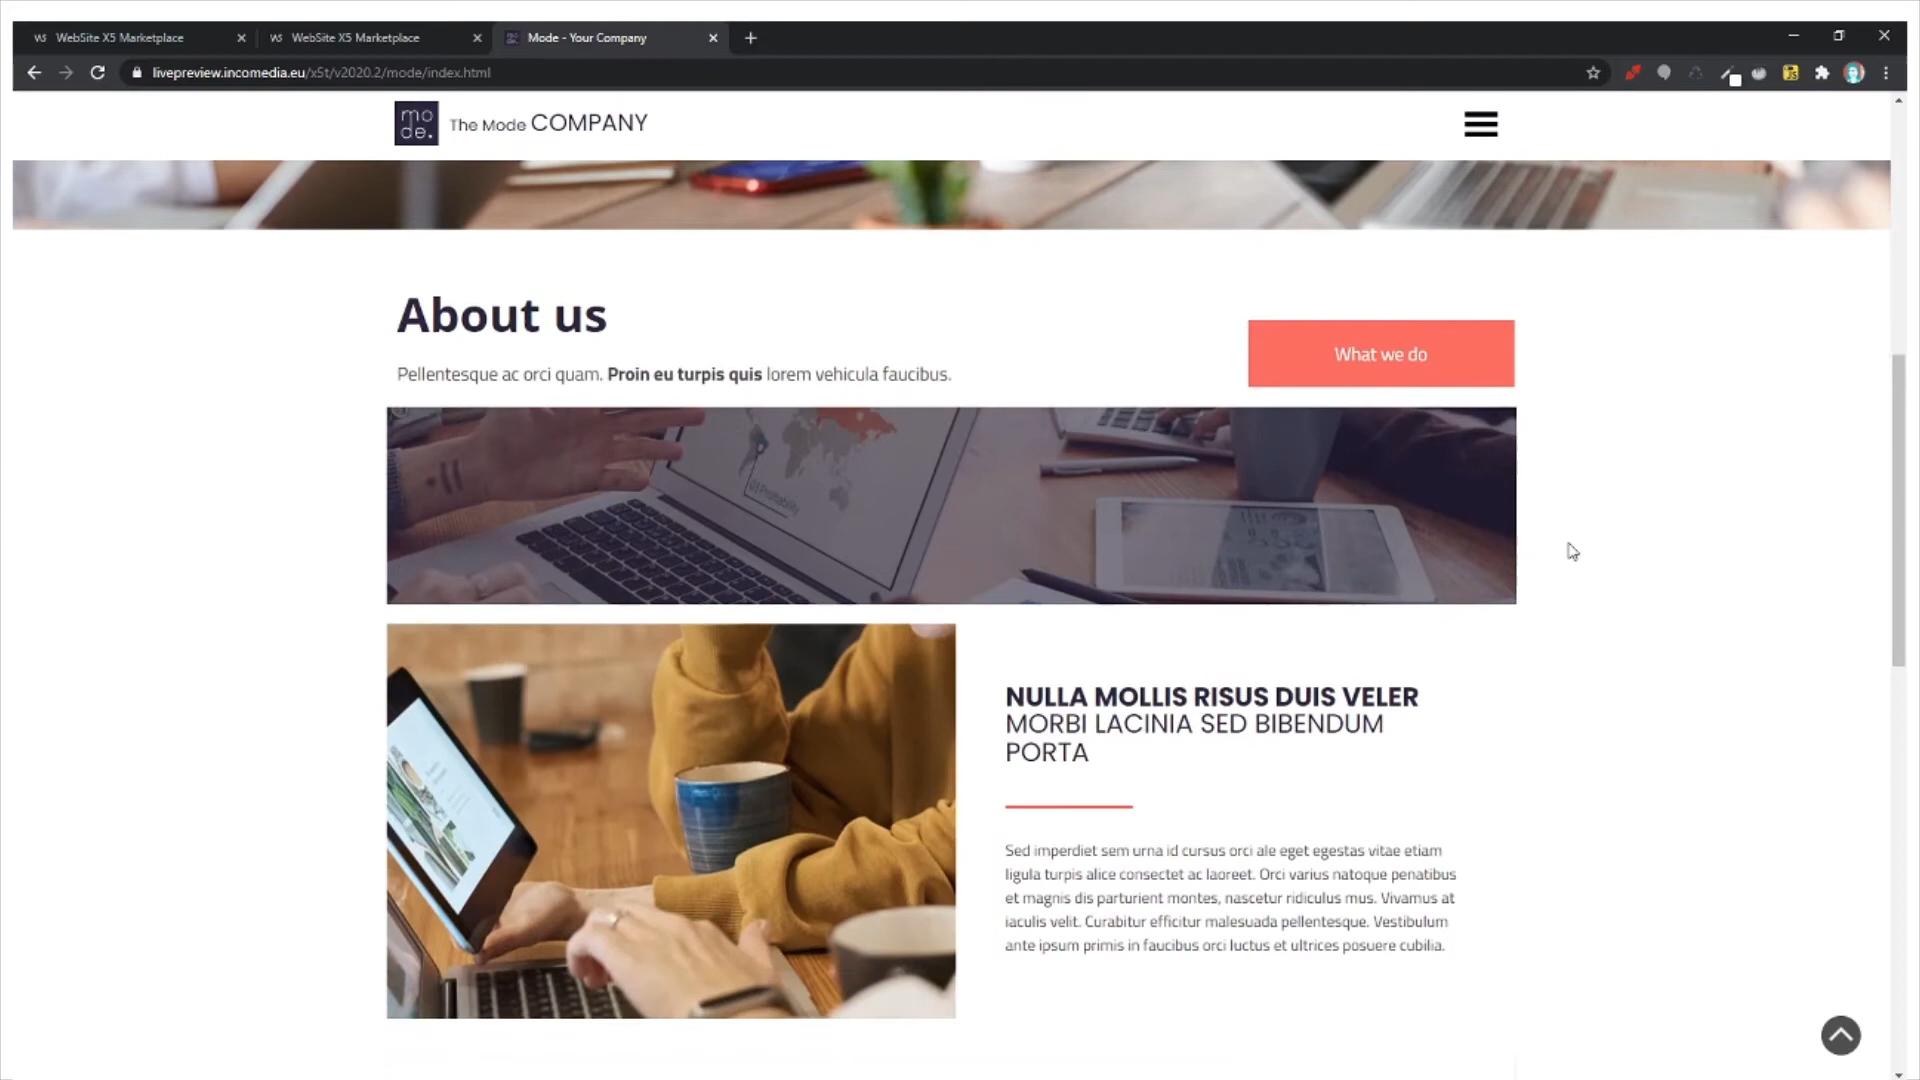 WebSite X5 Marketplace
WebSite X5 Marketplace
Mode - Your Company
livepreview.incomedia.eu/x5t/v2020.2/mode/index.html
mo
de.
The Mode COMPANY
About us
What we do
Pellentesque ac orci quam. Proin eu turpis quis lorem vehicula faucibus.
NULLA MOLLIS RISUS DUIS VELER
MORBI LACINIA SED BIBENDUM
PORTA
Sed imperdiet sem urna id cursus orci ale eget egestas vitae etiam
ligula turpis alice consectet ac laoreet. Orci varius natoque penatibus
et magnis dis parturient montes, nascetur ridiculus mus. Vivamus at
iaculis velit. Curabitur efficitur malesuada pellentesque. Vestibulum
ante ipsum primis in faucibus orci luctus et ultrices posuere cubilia.